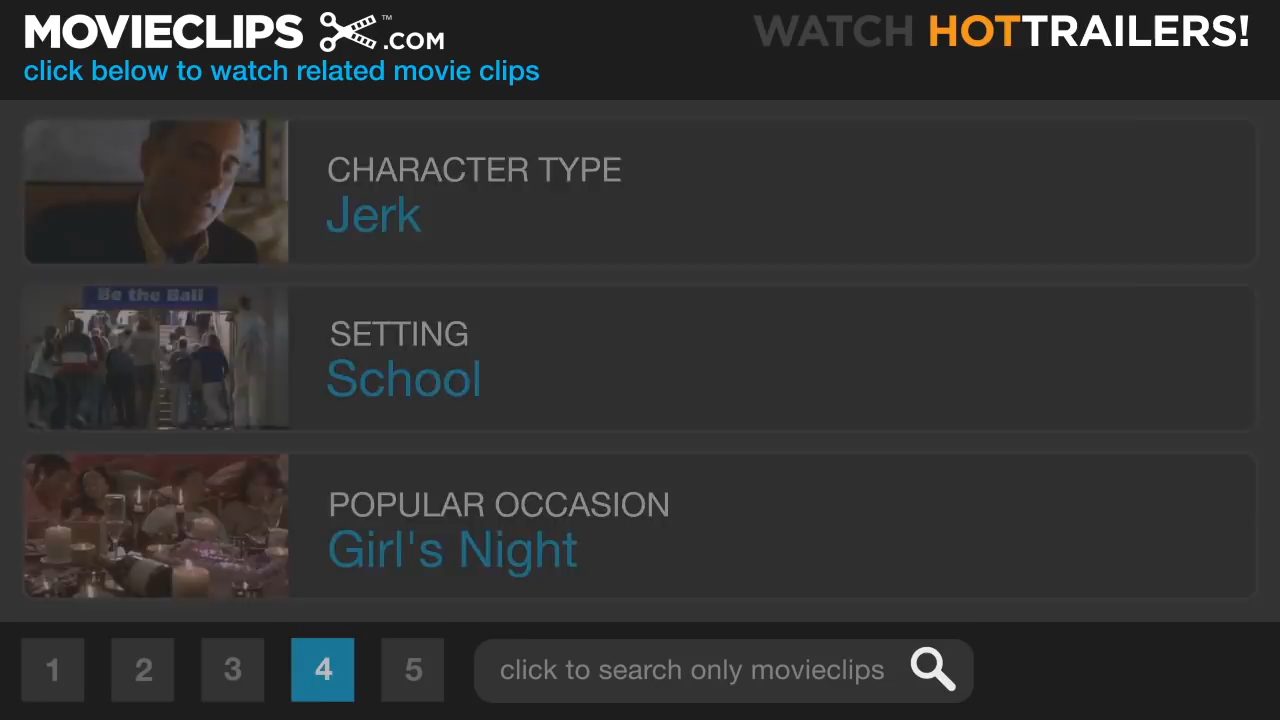 MOVIECLIPS ™ .COM
WATCH HOTTRAILERS!
click below to watch related movie clips
CHARACTER TYPE
Jerk
Be the Ball
SETTING
School
POPULAR OCCASION
Girl's Night
1 2 3 4 5
click to search only movieclips